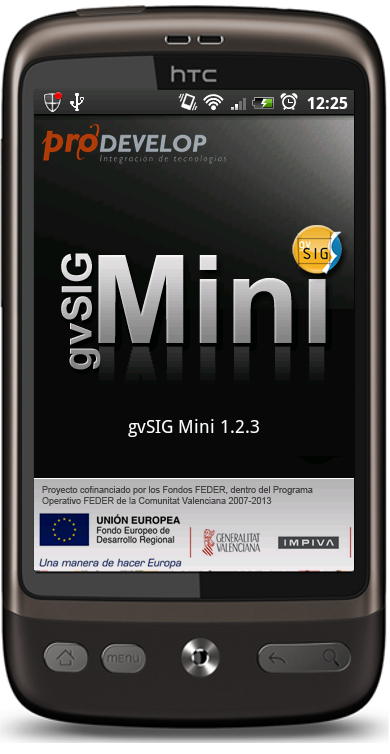 htc
12:25
proDEVELOP
Integración de tecnologías
gv
SIG
gvSIG
Mini
gvSIG Mini 1.2.3
Proyecto cofinanciado por los Fondos FEDER, dentro del Programa
Operativo FEDER de la Comunitat Valenciana 2007-2013
UNIÓN EUROPEA
Fondo Europeo de
Desarrollo Regional
GENERALITAT
VALENCIANA
IMPIVA
Una manera de hacer Europa
MENU